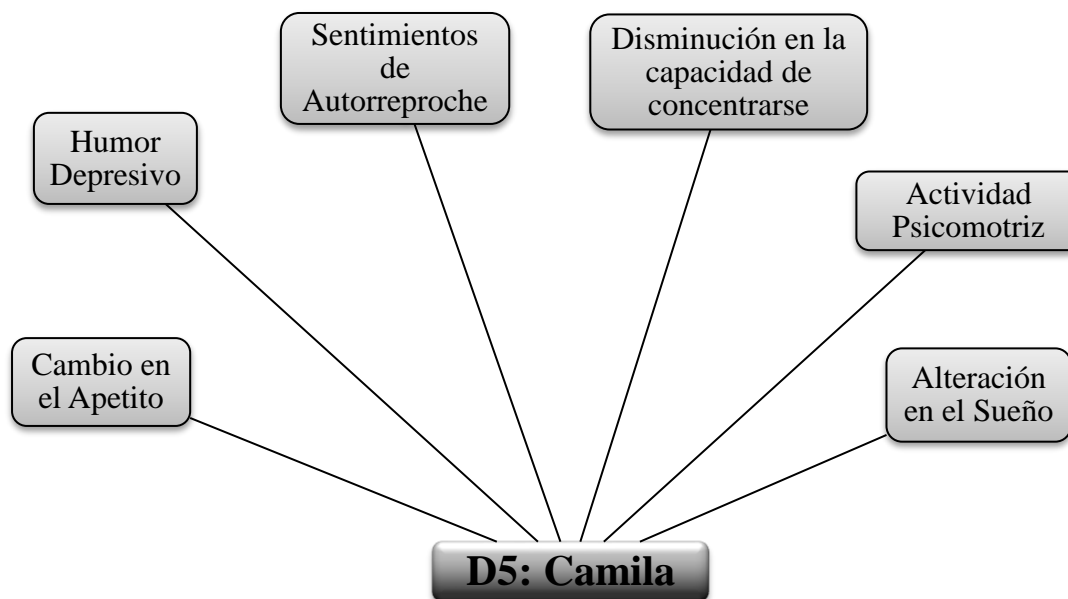 Sentimientos
de
Autorreproche
Disminución en la
capacidad de
concentrarse
Humor
Depresivo
Actividad
Psicomotriz
Cambio en
el Apetito
Alteración
en el Sueño
D5: Camila